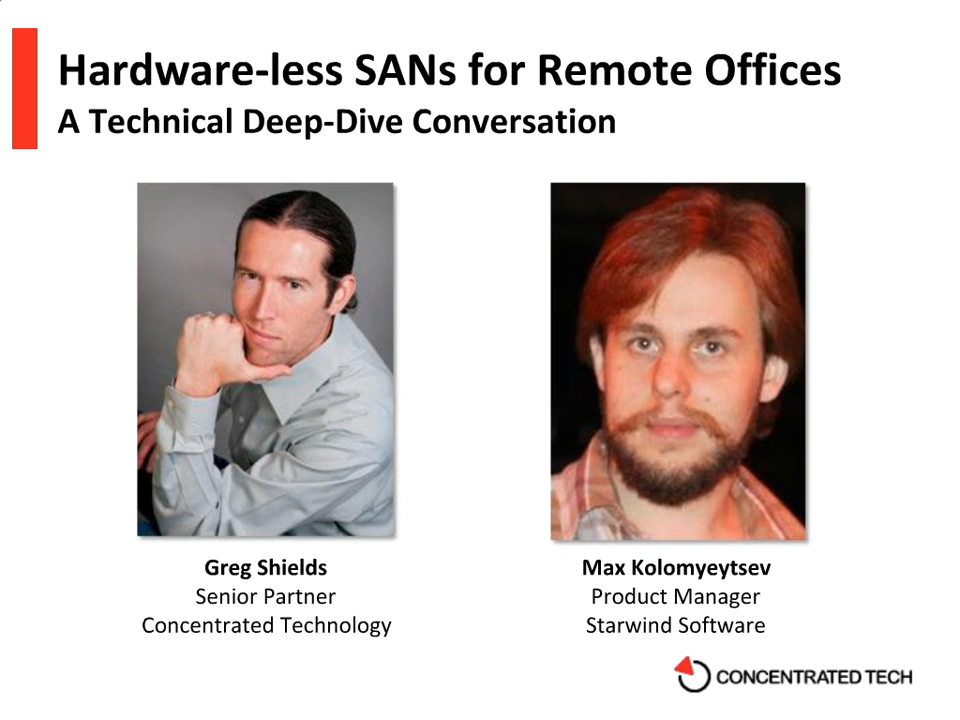 Hardware-less SANs for Remote Offices
A Technical Deep-Dive Conversation
Greg Shields
Senior Partner
Concentrated Technology
Max Kolomyeytsev
Product Manager
Starwind Software
CONCENTRATED TECH